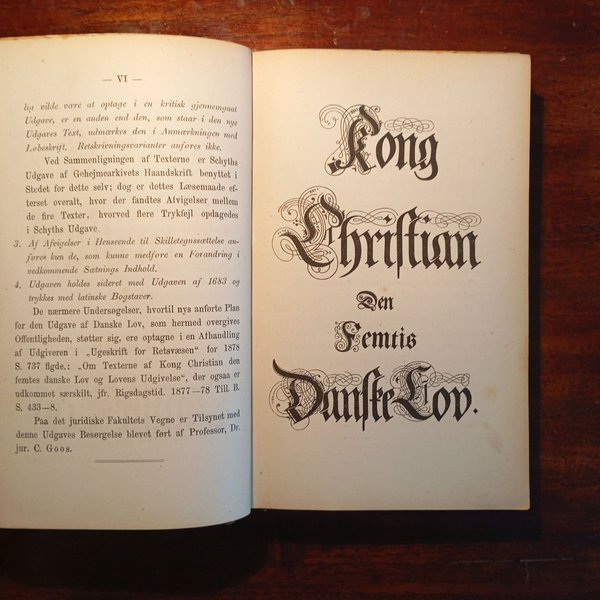 — VI —
lig vilde være at optage i en kritisk gjennemgaat
Udgave, er en anden end den, som staar i den nye
Udgaves Text, udmærkes den i Anmærkningen med
Løbeskrift. Retskrivningsvarianter anføres ikke.
Ved Sammenligningen af Texterne er Schyths
Udgave af Gehejmearkivets Haandskrift benyttet i
Stedet for dette selv; dog er dettes Læsemaade ef-
terset overalt, hvor der fandtes Afvigelser mellem
de fire Texter, hvorved flere Trykfejl opdagedes
i Schyths Udgave.
3. Af Afvigelser i Henseende til Skilletegnssættelse an-
føres kun de, som kunne medføre en Forandring i
vedkommende Sætnings Indhold.
4. Udgaven holdes sideret med Udgaven af 1683 og
trykkes med latinske Bogstaver.
De nærmere Undersøgelser, hvortil nys anførte Plan
for den Udgave af Danske Lov, som hermed overgives
Offentligheden, støtter sig, ere optagne i en Afhandling
af Udgiveren i "Ugeskrift for Retsvæsen" for 1878
S. 737 flgde.: „Om Texterne af Kong Christian den
femtes danske Lov og Lovens Udgivelse", der ogsaa er
udkommet særskilt, jfr. Rigsdagstid. 1877—78 Till. B.
S. 433—8.
Paa det juridiske Fakultets Vegne er Tilsynet med
denne Udgaves Besørgelse blevet ført af Professor, Dr.
jur. C. Goos.
Kong
Chriſtian
Den
Femtis
Danſke Lov.